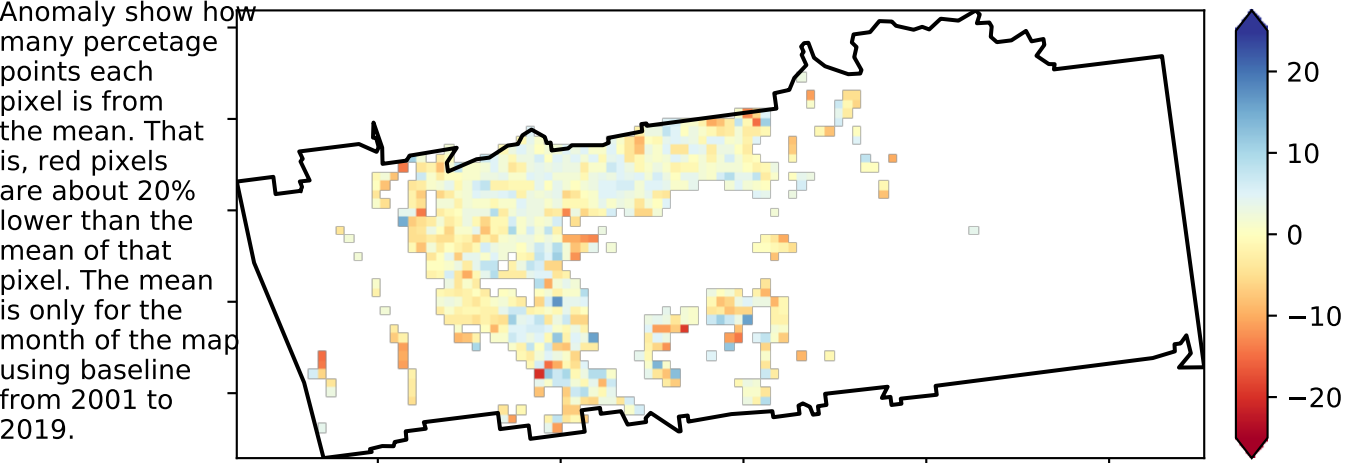 Anomaly show how
many percetage
points each
pixel is from
the mean. That
is, red pixels
are about 20%
lower than the
mean of that
pixel. The mean
is only for the
month of the map
using baseline
from 2001 to
2019.
20
10
0
−10
−20